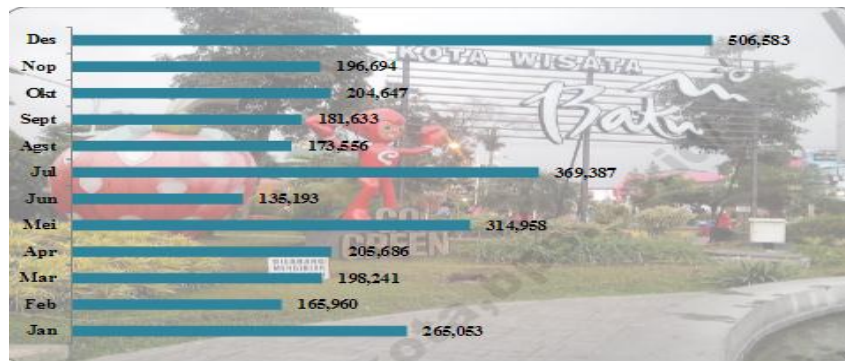 Des 506,583
KOTA WISATA
Batu
Nop 196,694
Okt 204,647
Sept 181,633
Agst 173,556
Jul 369,387
Jun 135,193
Mei 314,958
GREEN
Apr 205,686
DILARANG
Mar 198,241
Feb 165,960
Jan 265,053